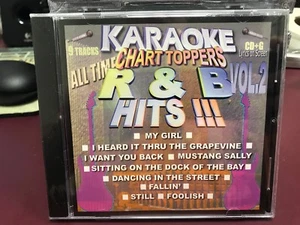 KARAOKE
9 TRACKS
CD+G
CHART TOPPERS
ALL TIME
R & B VOL.2
HITS !!!
MY GIRL
I HEARD IT THRU THE GRAPEVINE
I WANT YOU BACK MUSTANG SALLY
SITTING ON THE DOCK OF THE BAY
DANCING IN THE STREET
FALLIN'
STILL FOOLISH